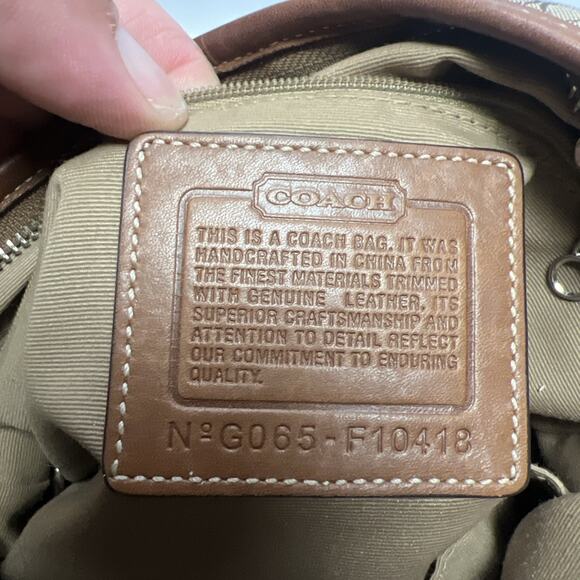 COACH
THIS IS A COACH BAG. IT WAS
HANDCRAFTED IN CHINA FROM
THE FINEST MATERIALS TRIMMED
WITH GENUINE LEATHER, ITS
SUPERIOR CRAFTSMANSHIP AND
ATTENTION TO DETAIL REFLECT
OUR COMMITMENT TO ENDURING
QUALITY.
Nº G065-F10418